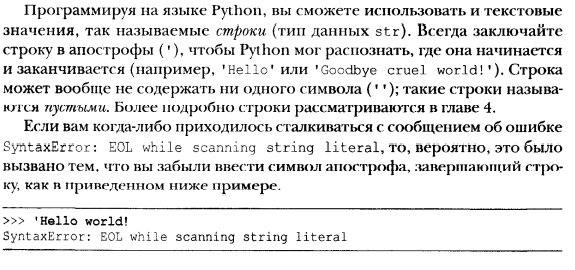 Программируя на языке Python, вы сможете использовать и текстовые
значения, так называемые строки (тип данных str). Всегда заключайте
строку в апострофы ('), чтобы Python мог распознать, где она начинается
и заканчивается (например, 'Hello' или 'Goodbye cruel world!'). Строка
может вообще не содержать ни одного символа (''); такие строки называ-
ются пустыми. Более подробно строки рассматриваются в главе 4.
Если вам когда-либо приходилось сталкиваться с сообщением об ошибке
SyntaxError: EOL while scanning string literal, то, вероятно, это было
вызвано тем, что вы забыли ввести символ апострофа, завершающий стро-
ку, как в приведенном ниже примере.
>>> 'Hello world!
SyntaxError: EOL while scanning string literal